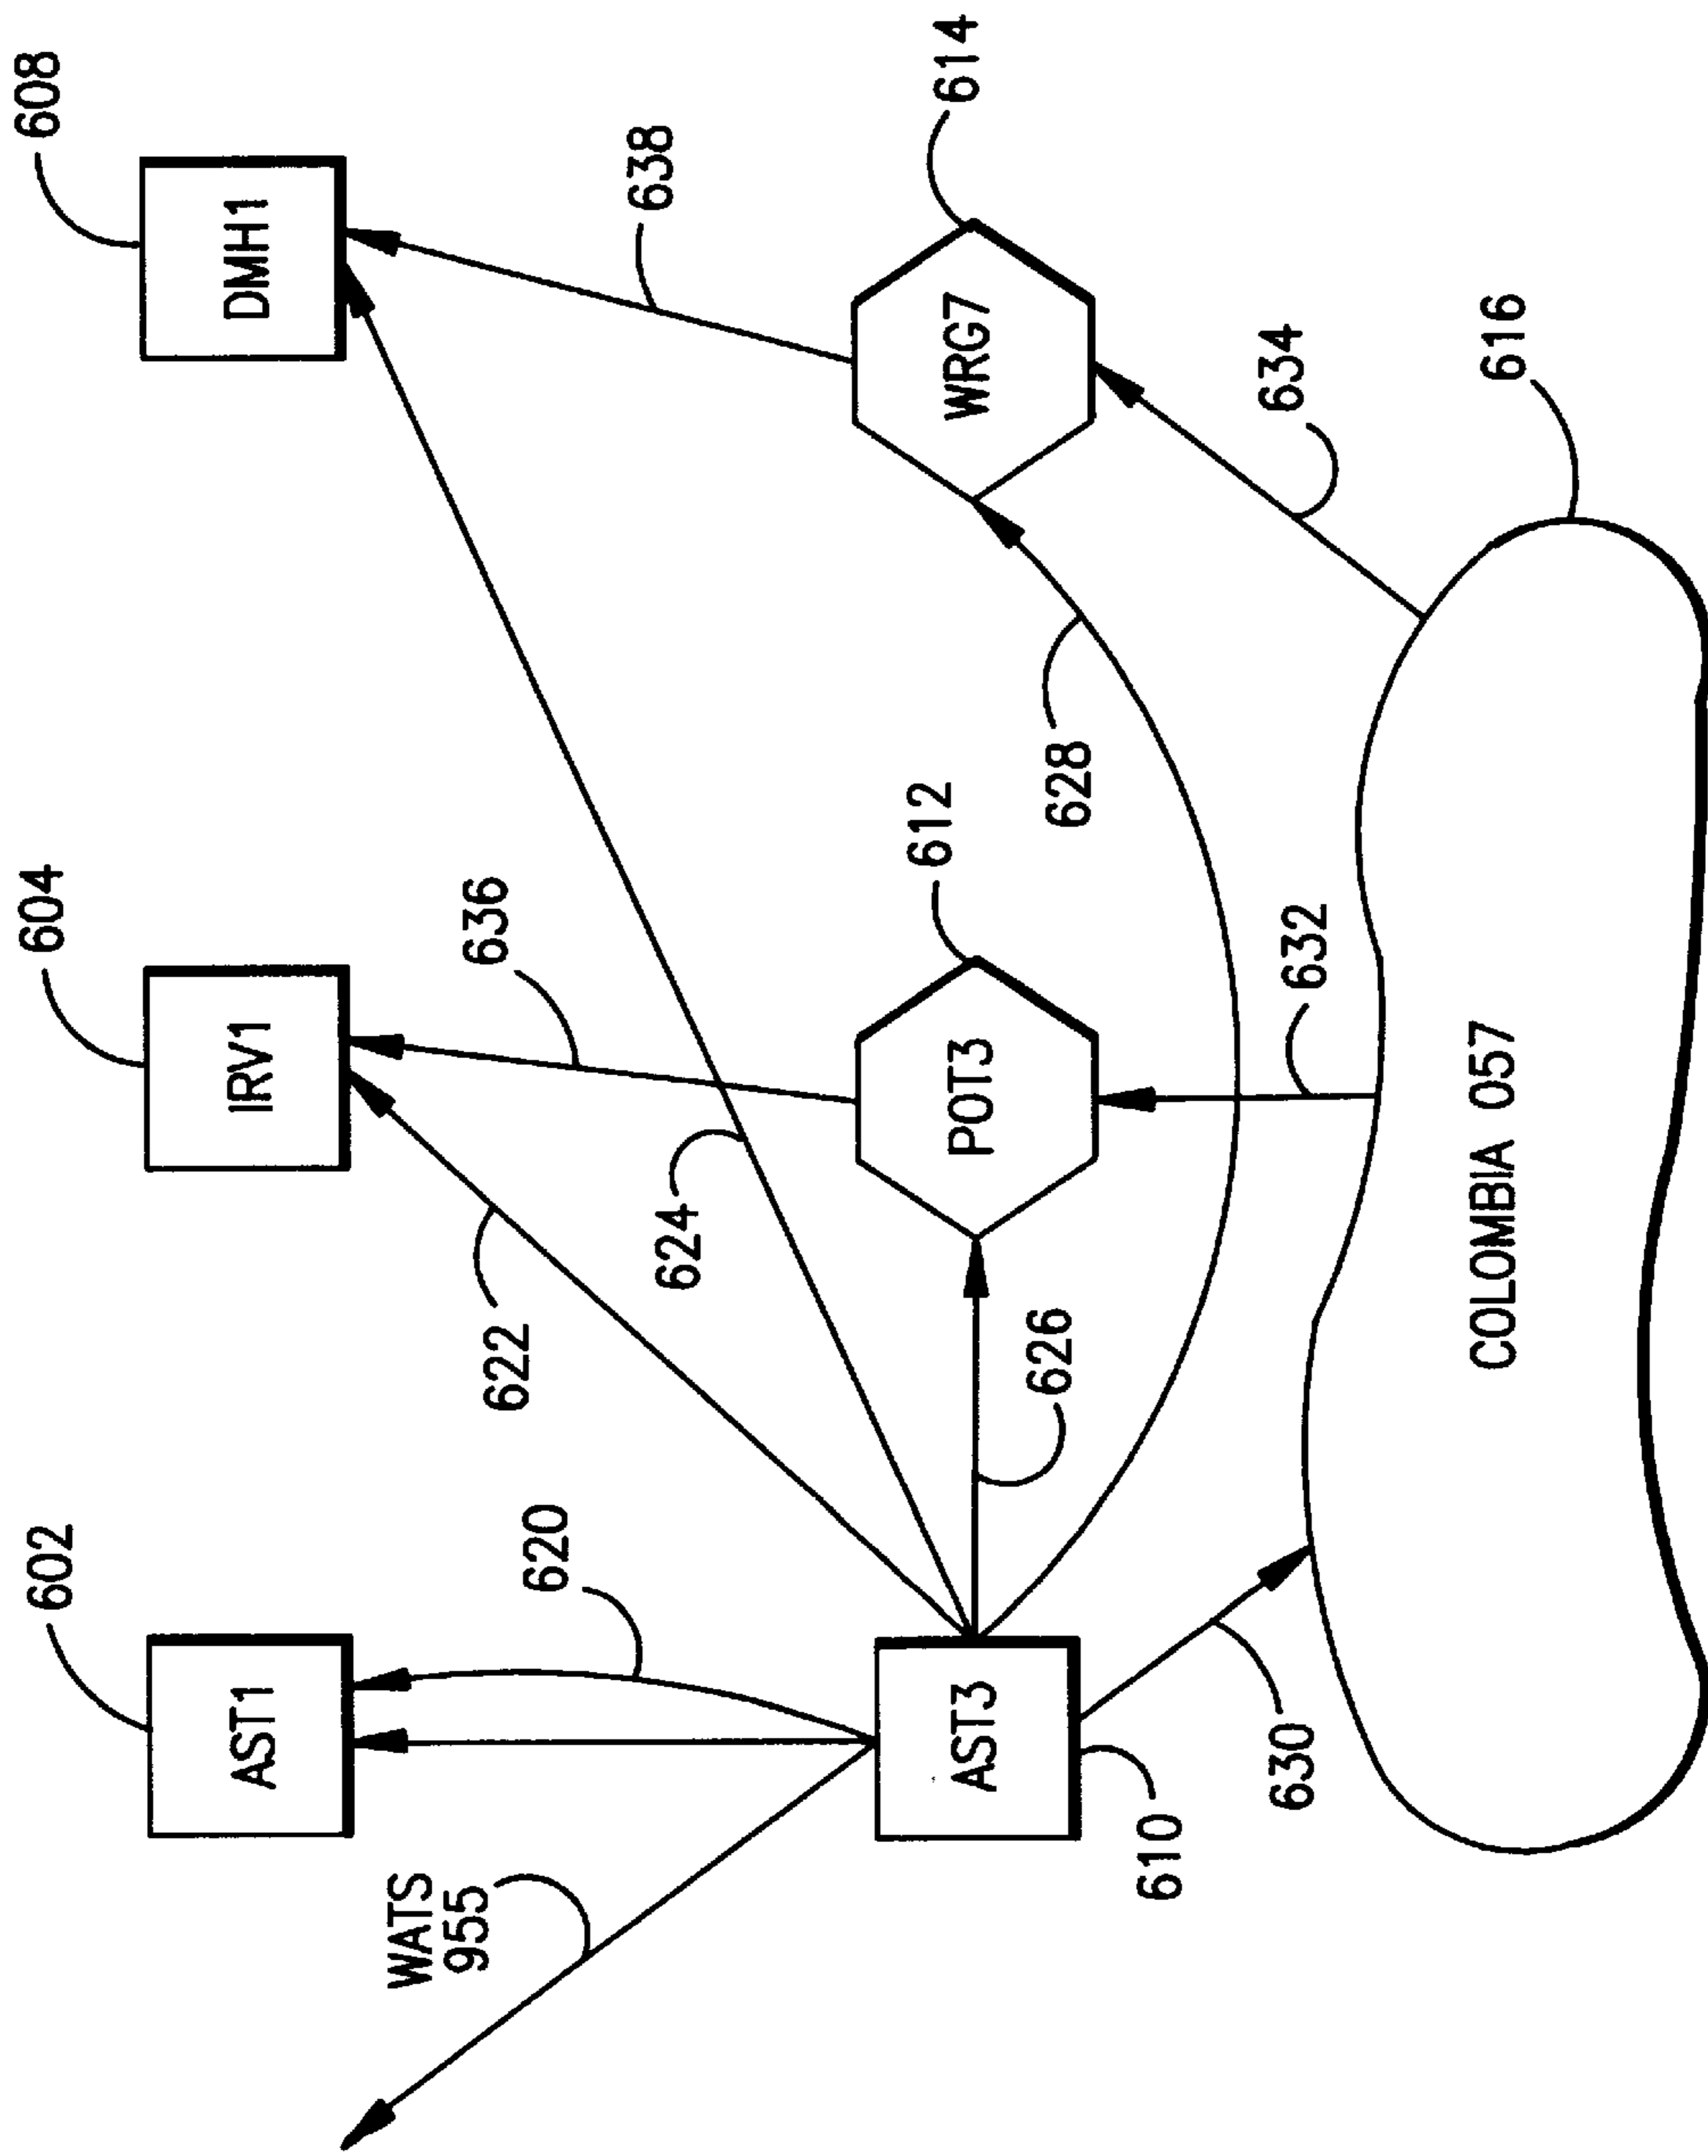 602
604
608
AST1
IRV1
DMH1
WATS
955
620
622
636
624
638
AST3
POT3
WRG7
610
612
614
626
628
630
632
634
COLOMBIA 057
616